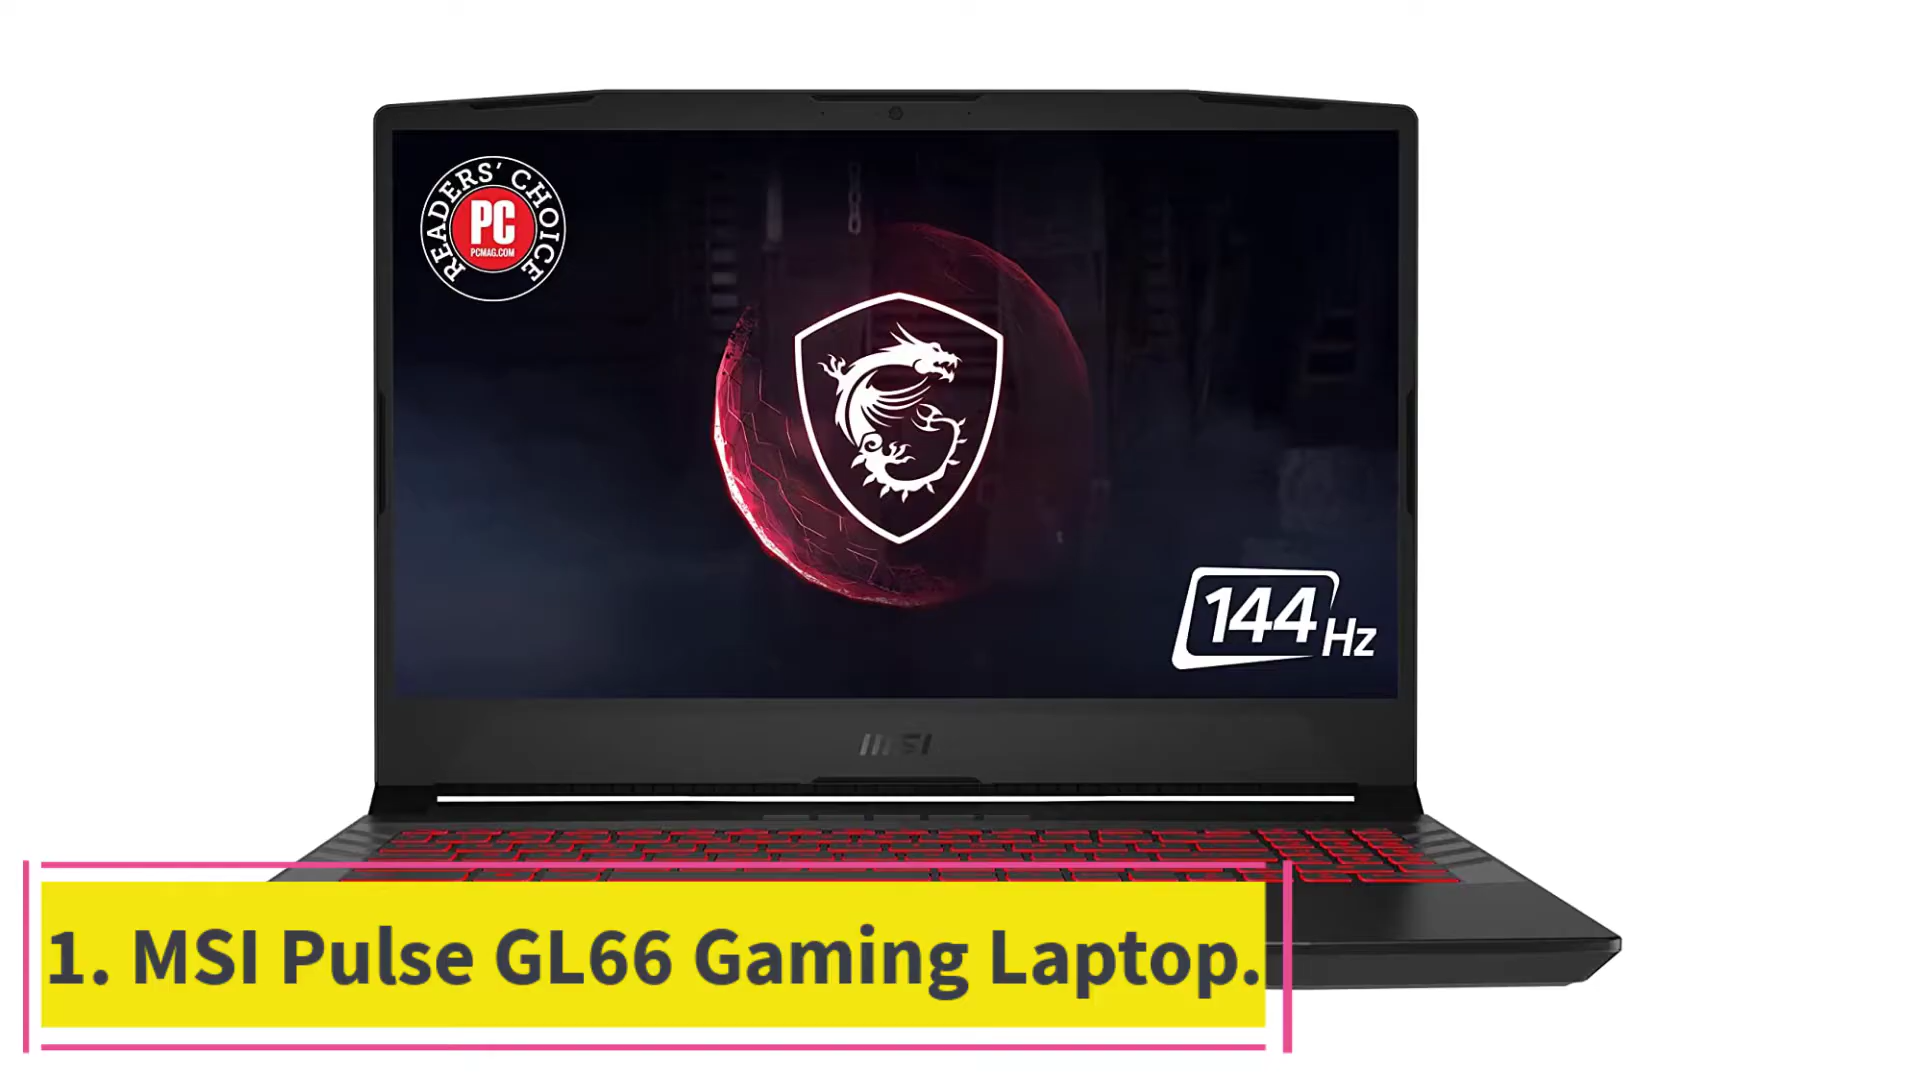 READERS' CHOICE
PC
PCMAG.COM
144Hz
MSI
1. MSI Pulse GL66 Gaming Laptop.